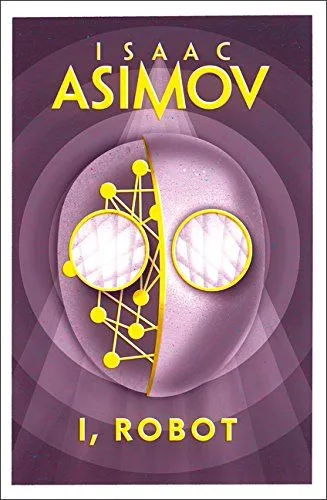 ISAAC
ASIMOV
I, ROBOT